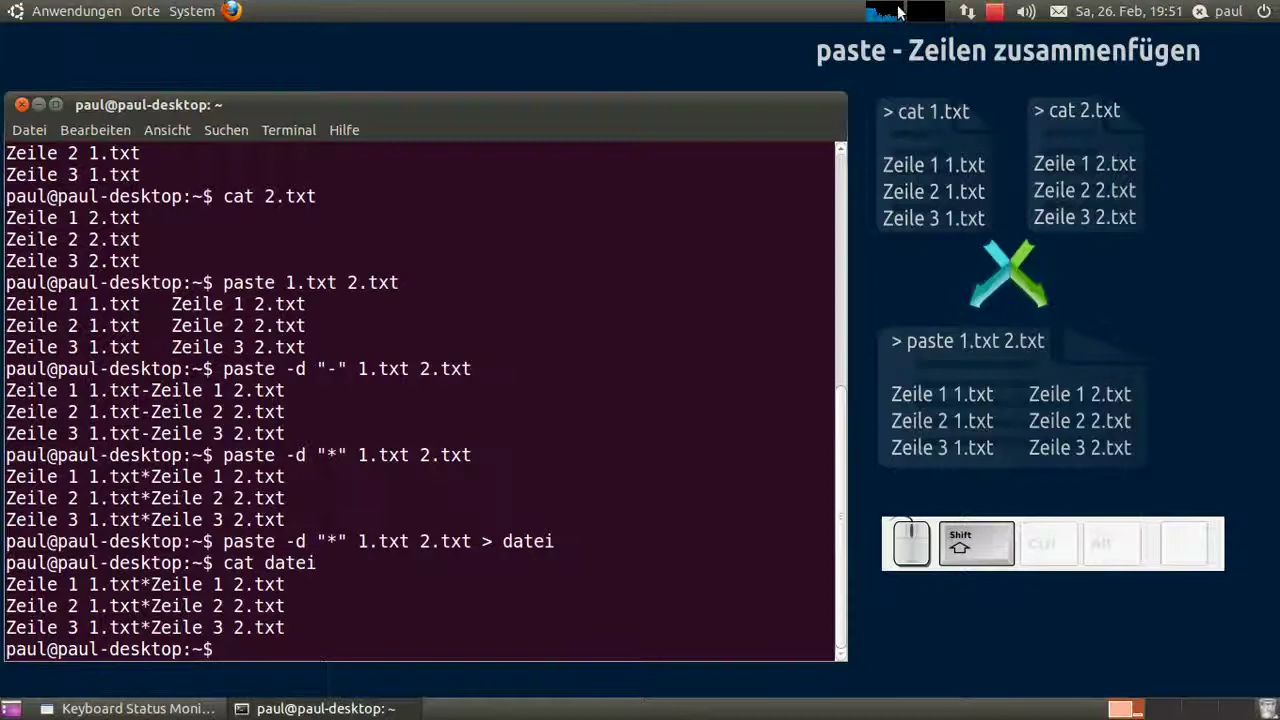 Anwendungen Orte System
Sa, 26. Feb, 19:51 paul
paste - Zeilen zusammenfügen
paul@paul-desktop: ~
Datei Bearbeiten Ansicht Suchen Terminal Hilfe
Zeile 2 1.txt
Zeile 3 1.txt
paul@paul-desktop:~$ cat 2.txt
Zeile 1 2.txt
Zeile 2 2.txt
Zeile 3 2.txt
paul@paul-desktop:~$ paste 1.txt 2.txt
Zeile 1 1.txt   Zeile 1 2.txt
Zeile 2 1.txt   Zeile 2 2.txt
Zeile 3 1.txt   Zeile 3 2.txt
paul@paul-desktop:~$ paste -d "-" 1.txt 2.txt
Zeile 1 1.txt-Zeile 1 2.txt
Zeile 2 1.txt-Zeile 2 2.txt
Zeile 3 1.txt-Zeile 3 2.txt
paul@paul-desktop:~$ paste -d "*" 1.txt 2.txt
Zeile 1 1.txt*Zeile 1 2.txt
Zeile 2 1.txt*Zeile 2 2.txt
Zeile 3 1.txt*Zeile 3 2.txt
paul@paul-desktop:~$ paste -d "*" 1.txt 2.txt > datei
paul@paul-desktop:~$ cat datei
Zeile 1 1.txt*Zeile 1 2.txt
Zeile 2 1.txt*Zeile 2 2.txt
Zeile 3 1.txt*Zeile 3 2.txt
paul@paul-desktop:~$
> cat 1.txt
Zeile 1 1.txt
Zeile 2 1.txt
Zeile 3 1.txt
> cat 2.txt
Zeile 1 2.txt
Zeile 2 2.txt
Zeile 3 2.txt
> paste 1.txt 2.txt
Zeile 1 1.txt Zeile 1 2.txt
Zeile 2 1.txt Zeile 2 2.txt
Zeile 3 1.txt Zeile 3 2.txt
Shift Ctrl Alt
Keyboard Status Moni... paul@paul-desktop: ~